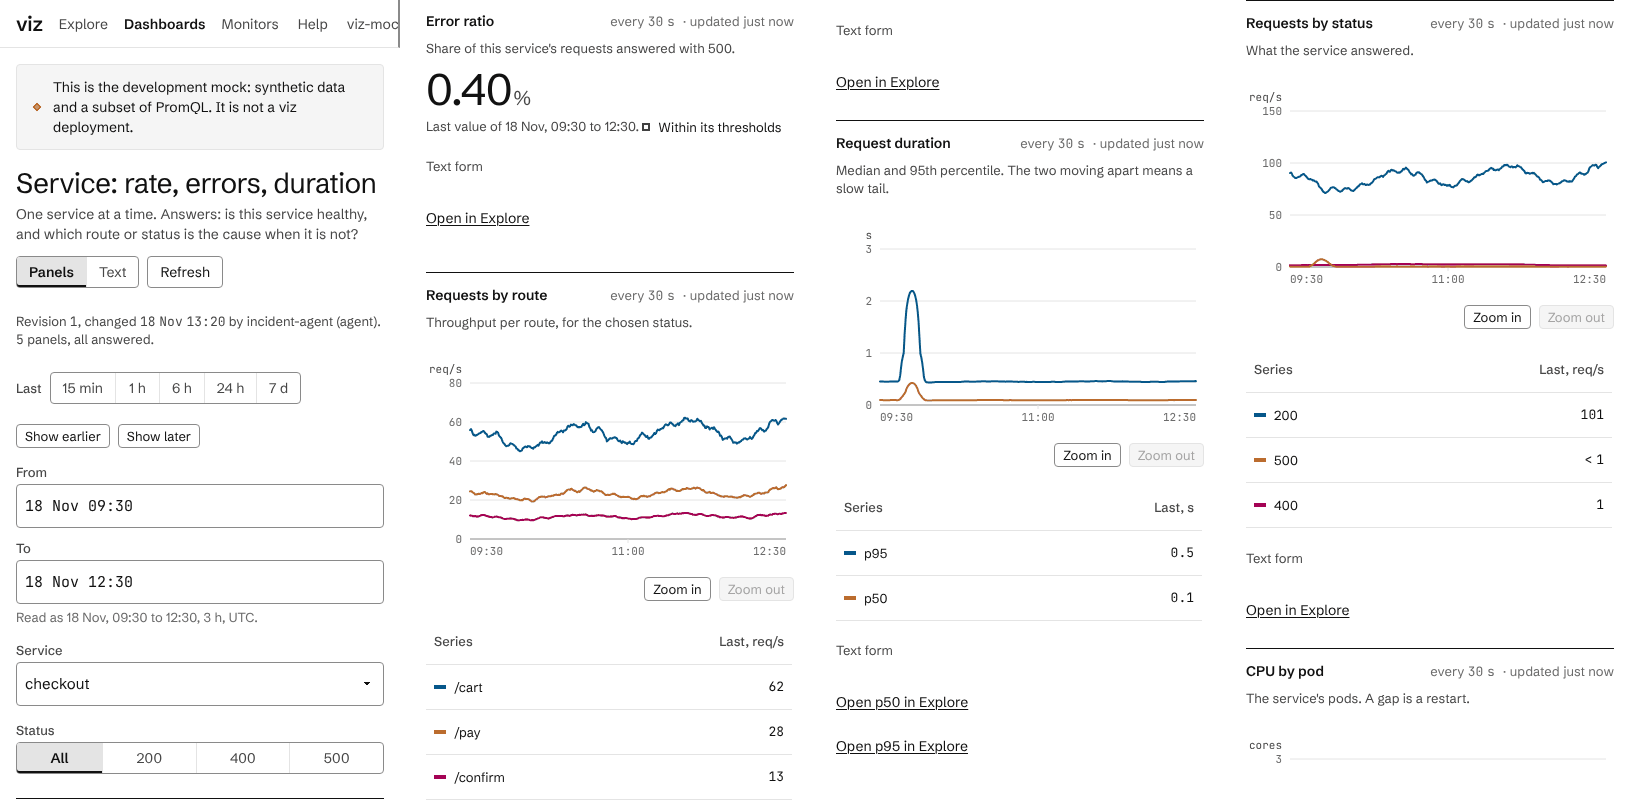 viz Explore Dashboards Monitors Help viz-moc
This is the development mock: synthetic data
and a subset of PromQL. It is not a viz
deployment.
Service: rate, errors, duration
One service at a time. Answers: is this service healthy,
and which route or status is the cause when it is not?
Panels Text Refresh
Revision 1, changed 18 Nov 13:20 by incident-agent (agent).
5 panels, all answered.
Last 15 min 1 h 6 h 24 h 7 d
Show earlier Show later
From
18 Nov 09:30
To
18 Nov 12:30
Read as 18 Nov, 09:30 to 12:30, 3 h, UTC.
Service
checkout
Status
All 200 400 500
Error ratio every 30 s · updated just now
Share of this service's requests answered with 500.
0.40%
Last value of 18 Nov, 09:30 to 12:30. Within its thresholds
Text form
Open in Explore
Requests by route every 30 s · updated just now
Throughput per route, for the chosen status.
req/s
80
60
40
20
0
09:30 11:00 12:30
Zoom in Zoom out
Series Last, req/s
/cart 62
/pay 28
/confirm 13
Text form
Open in Explore
Request duration every 30 s · updated just now
Median and 95th percentile. The two moving apart means a
slow tail.
s
3
2
1
0
09:30 11:00 12:30
Zoom in Zoom out
Series Last, s
p95 0.5
p50 0.1
Text form
Open p50 in Explore
Open p95 in Explore
Requests by status every 30 s · updated just now
What the service answered.
req/s
150
100
50
0
09:30 11:00 12:30
Zoom in Zoom out
Series Last, req/s
200 101
500 < 1
400 1
Text form
Open in Explore
CPU by pod every 30 s · updated just now
The service's pods. A gap is a restart.
cores
3